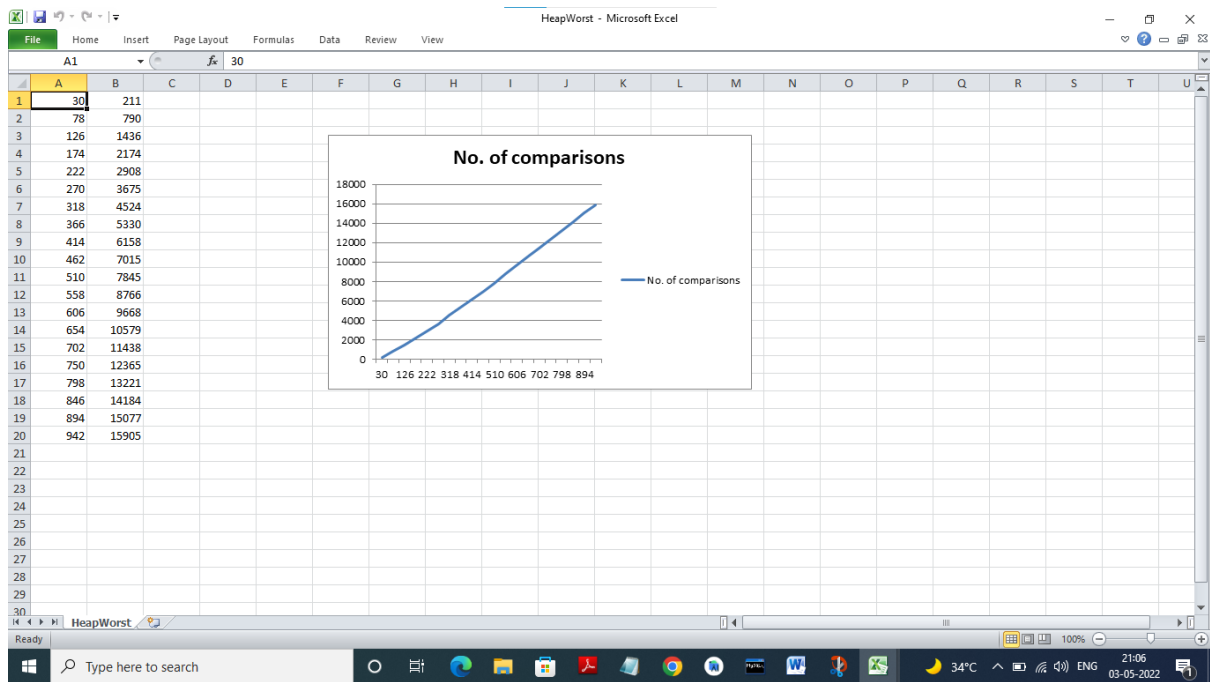 HeapWorst - Microsoft Excel
File Home Insert Page Layout Formulas Data Review View
A1 fx 30
A B C D E F G H I J K L M N O P Q R S T U
1 30 211
2 78 790
3 126 1436
4 174 2174
5 222 2908
6 270 3675
7 318 4524
8 366 5330
9 414 6158
10 462 7015
11 510 7845
12 558 8766
13 606 9668
14 654 10579
15 702 11438
16 750 12365
17 798 13221
18 846 14184
19 894 15077
20 942 15905
21
22
23
24
25
26
27
28
29
30
No. of comparisons
18000
16000
14000
12000
10000
8000
6000
4000
2000
0
30 126 222 318 414 510 606 702 798 894
No. of comparisons
HeapWorst
Ready 100%
Type here to search 34°C ENG 21:06
03-05-2022